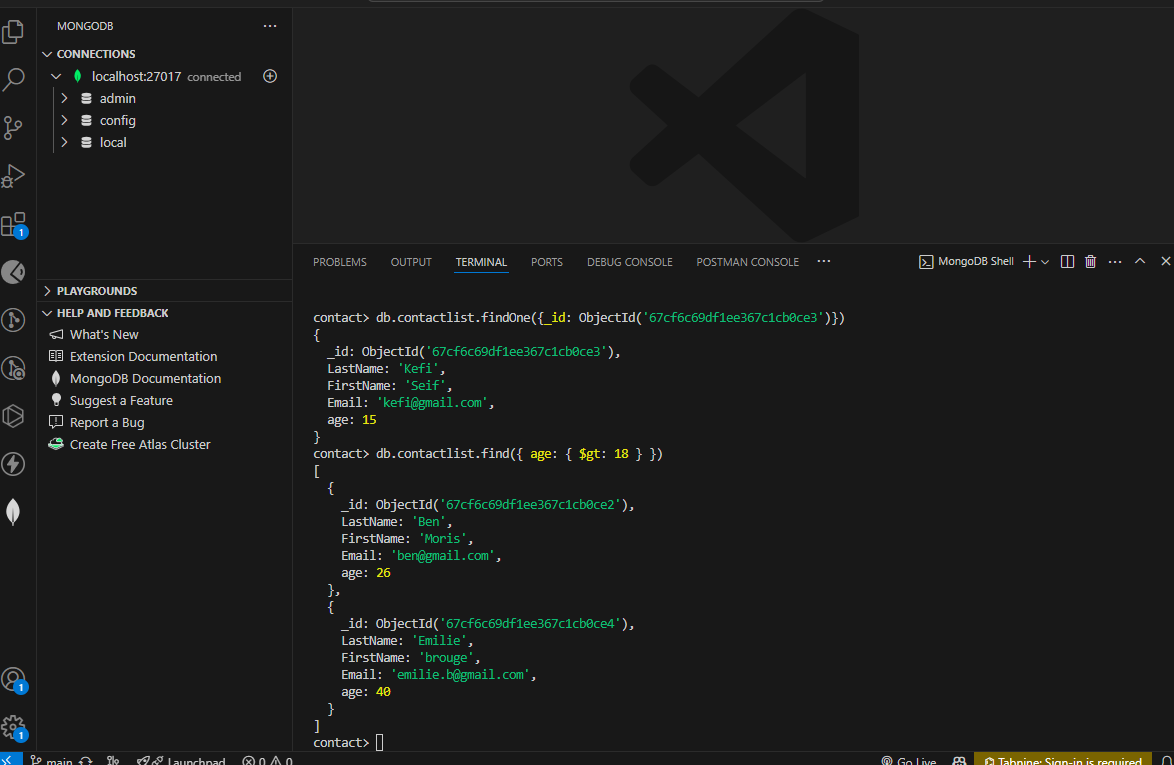 MONGODB
CONNECTIONS
localhost:27017 connected
admin
config
local
PLAYGROUNDS
HELP AND FEEDBACK
What's New
Extension Documentation
MongoDB Documentation
Suggest a Feature
Report a Bug
Create Free Atlas Cluster
1
1
1
PROBLEMS OUTPUT TERMINAL PORTS DEBUG CONSOLE POSTMAN CONSOLE ··· MongoDB Shell
contact> db.contactlist.findOne({_id: ObjectId('67cf6c69df1ee367c1cb0ce3')})
{
_id: ObjectId('67cf6c69df1ee367c1cb0ce3'),
LastName: 'Kefi',
FirstName: 'Seif',
Email: 'kefi@gmail.com',
age: 15
}
contact> db.contactlist.find({ age: { $gt: 18 } })
[
{
_id: ObjectId('67cf6c69df1ee367c1cb0ce2'),
LastName: 'Ben',
FirstName: 'Moris',
Email: 'ben@gmail.com',
age: 26
},
{
_id: ObjectId('67cf6c69df1ee367c1cb0ce4'),
LastName: 'Emilie',
FirstName: 'brouge',
Email: 'emilie.b@gmail.com',
age: 40
}
]
contact>
main Launchpad 0 0 Go Live Tabnine: Sign-in is required